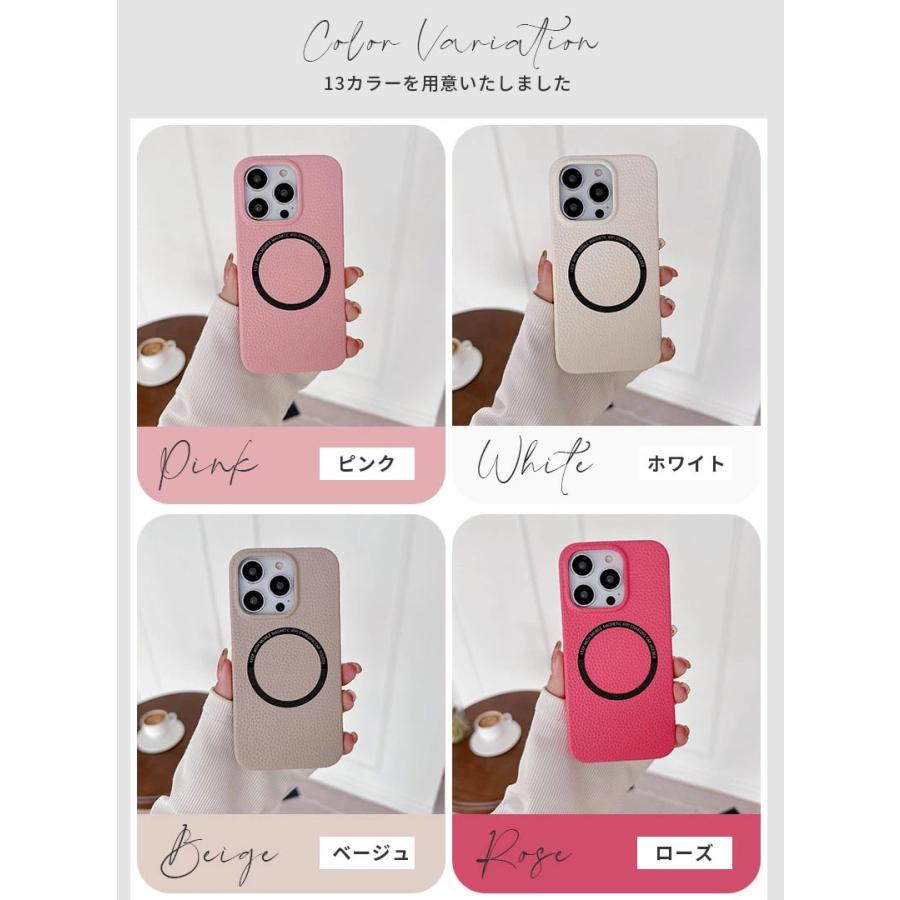 Color Variation
13カラーを用意いたしました
Pink
ピンク
White
ホワイト
Beige
ベージュ
Rose
ローズ